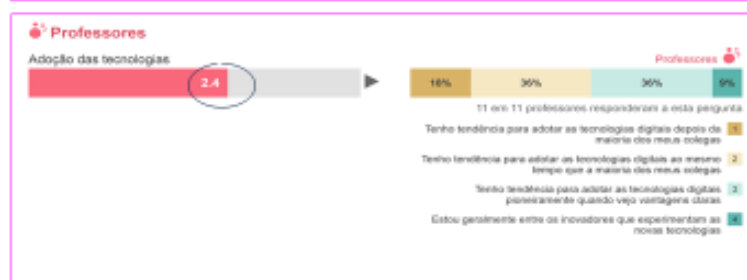 Professores
Adoção das tecnologias
2.4
Professores
18% 36% 36% 9%
11 em 11 professores responderam a esta pergunta
Tenho tendência para adotar as tecnologias digitais depois da 1
maioria dos meus colegas
Tenho tendência para adotar as tecnologias digitais ao mesmo 2
tempo que a maioria dos meus colegas
Tenho tendência para adotar as tecnologias digitais 3
pioneiramente quando vejo vantagens claras
Estou geralmente entre os inovadores que experimentam as 4
novas tecnologias